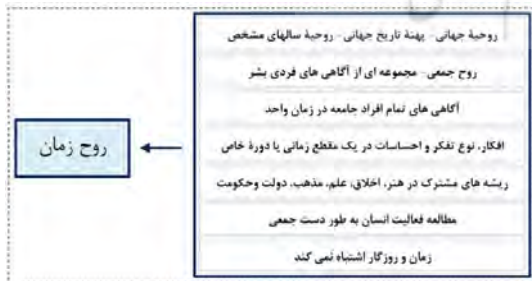 روحیهٔ جهانی- پهنهٔ تاریخ جهانی- روحیهٔ سالهای مشخص
روح جمعی- مجموعه ای از آگاهی های فردی بشر
آگاهی های تمام افراد جامعه در زمان واحد
افکار، نوع تفکر و احساسات در یک مقطع زمانی یا دورهٔ خاص
ریشه های مشترک در هنر، اخلاق، علم، مذهب، دولت وحکومت
مطالعه فعالیت انسان به طور دست جمعی
زمان و روزگار اشتباه نمی کند
روح زمان